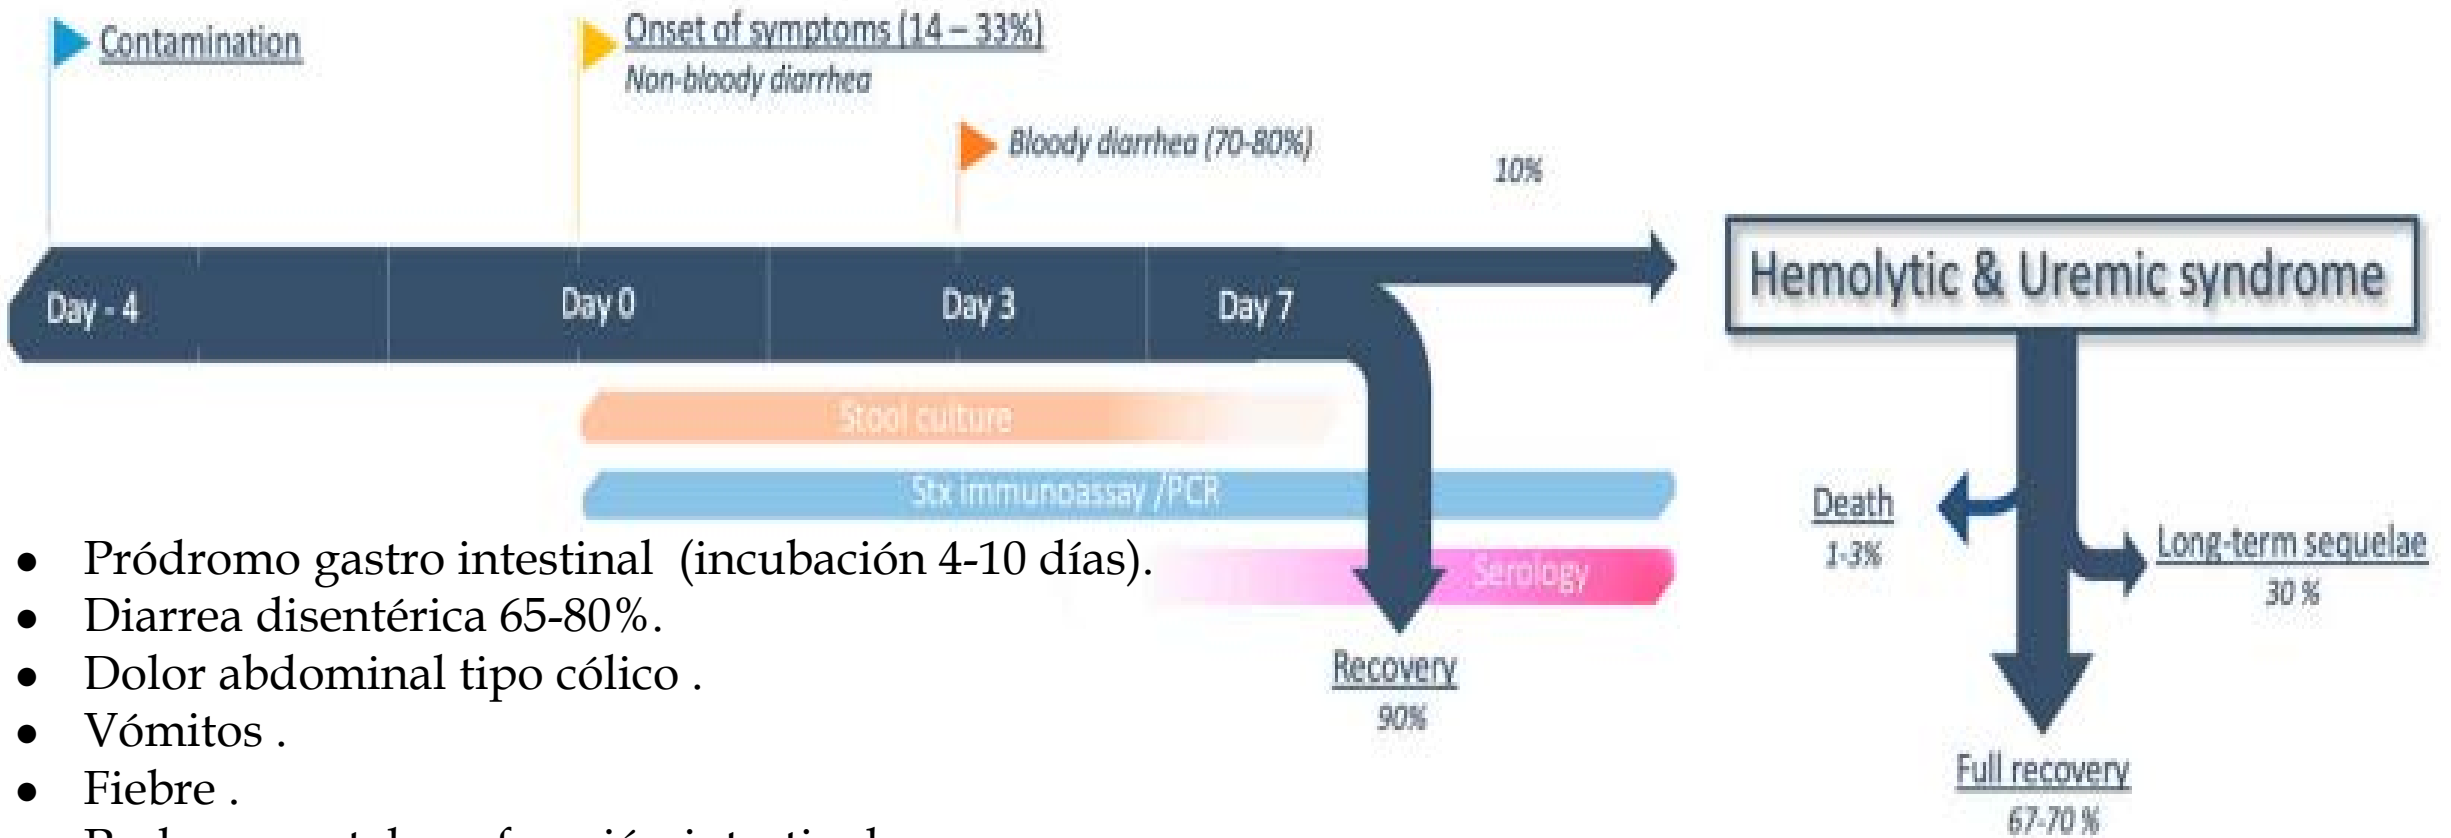 Contamination
Onset of symptoms (14 – 33%)
Non-bloody diarrhea
Bloody diarrhea (70-80%)
10%
Day - 4
Day 0
Day 3
Day 7
Hemolytic & Uremic syndrome
Stool culture
Stx immunoassay /PCR
Serology
Recovery
90%
Death
1-3%
Long-term sequelae
30 %
Full recovery
67-70 %
● Pródromo gastro intestinal (incubación 4-10 días).
● Diarrea disentérica 65-80%.
● Dolor abdominal tipo cólico .
● Vómitos .
● Fiebre .
intestinal